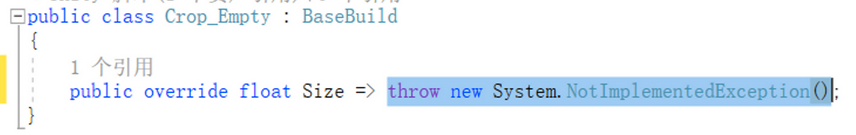 public class Crop_Empty : BaseBuild
{
1 个引用
public override float Size => throw new System.NotImplementedException();
}